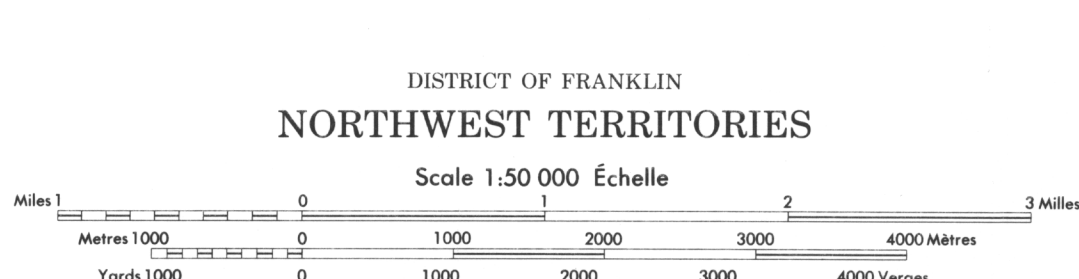 DISTRICT OF FRANKLIN
NORTHWEST TERRITORIES
Scale 1:50 000 Échelle
Miles 1 0 1 2 3 Milles
Metres 1000 0 1000 2000 3000 4000 Mètres
Yards 1000 0 1000 2000 3000 4000 Verges